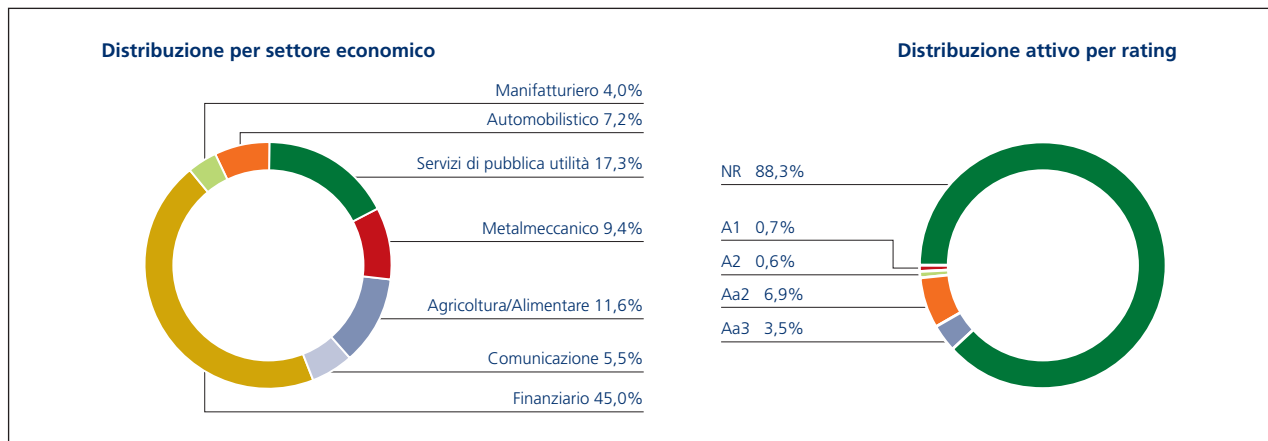 Distribuzione per settore economico
Manifatturiero 4,0%
Automobilistico 7,2%
Servizi di pubblica utilità 17,3%
Metalmeccanico 9,4%
Agricoltura/Alimentare 11,6%
Comunicazione 5,5%
Finanziario 45,0%
Distribuzione attivo per rating
NR 88,3%
A1 0,7%
A2 0,6%
Aa2 6,9%
Aa3 3,5%